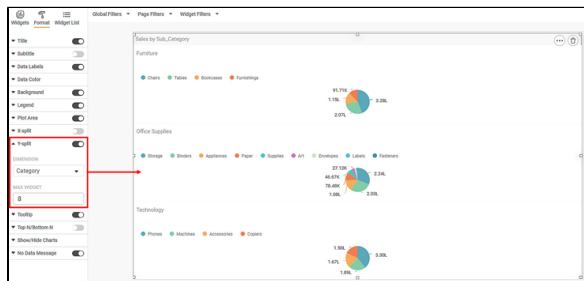 Widgets Format Widget List
Global Filters Page Filters Widget Filters
Title
Subtitle
Data Labels
Data Color
Background
Legend
Plot Area
X-split
Y-split
DIMENSION
Category
MAX WIDGET
8
Tooltip
Top N/Bottom N
Show/Hide Charts
No Data Message
Sales by Sub_Category
Furniture
Chairs Tables Bookcases Furnishings
91.71K
1.15L
3.28L
2.07L
Office Supplies
Storage Binders Appliances Paper Supplies Art Envelopes Labels Fasteners
27.12K
46.67K
2.24L
78.48K
1.08L
2.03L
Technology
Phones Machines Accessories Copiers
1.50L
3.30L
1.67L
1.89L